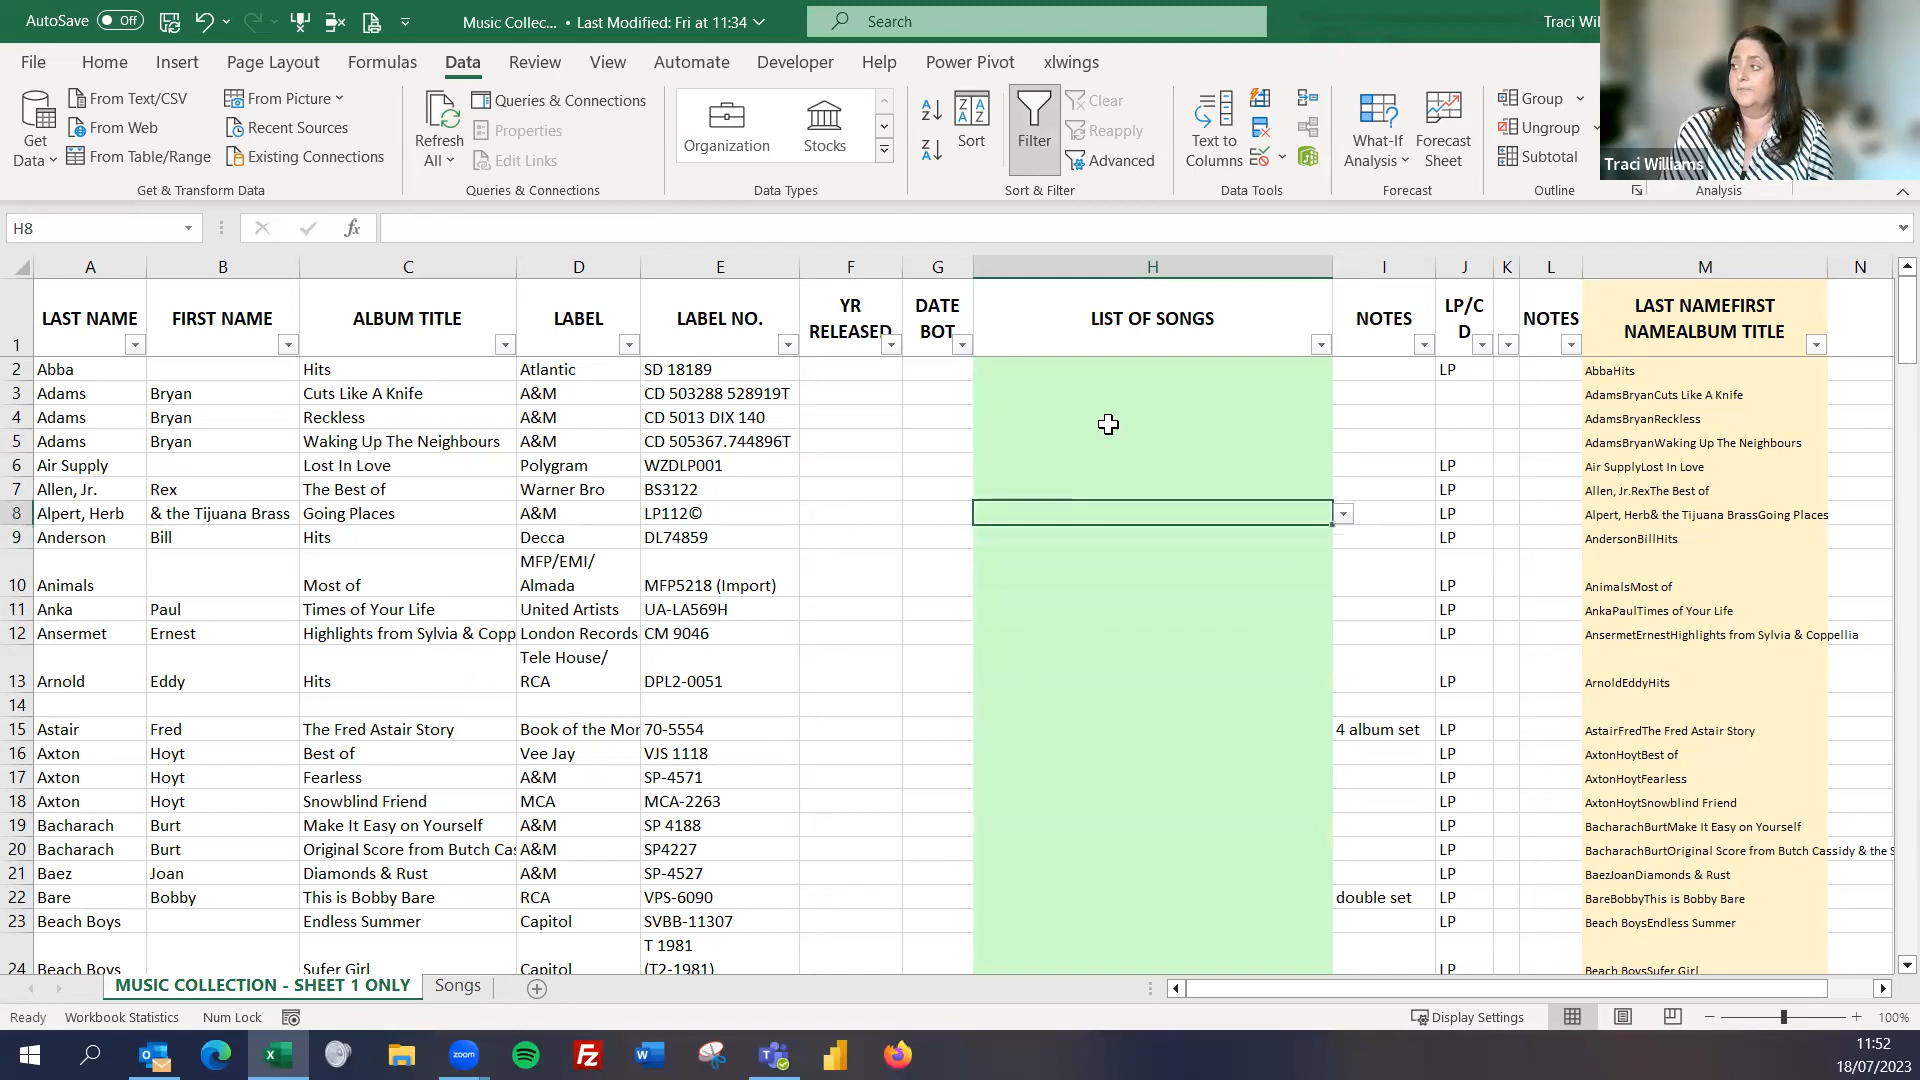 AutoSave Off Music Collec... • Last Modified: Fri at 11:34 Search Traci Wil
File Home Insert Page Layout Formulas Data Review View Automate Developer Help Power Pivot xlwings
Get Data From Text/CSV From Web From Table/Range From Picture Recent Sources Existing Connections
Refresh All Queries & Connections Properties Edit Links
Organization Stocks
Sort Filter Clear Reapply Advanced
Text to Columns What-If Analysis Forecast Sheet Group Ungroup Subtotal
Get & Transform Data Queries & Connections Data Types Sort & Filter Data Tools Forecast Outline Analysis
Traci Williams
H8 fx
A B C D E F G H I J K L M N
1 LAST NAME FIRST NAME ALBUM TITLE LABEL LABEL NO. YR RELEASED DATE BOT LIST OF SONGS NOTES LP/CD NOTES LAST NAMEFIRST NAMEALBUM TITLE
2 Abba Hits Atlantic SD 18189 LP AbbaHits
3 Adams Bryan Cuts Like A Knife A&M CD 503288 528919T AdamsBryanCuts Like A Knife
4 Adams Bryan Reckless A&M CD 5013 DIX 140 AdamsBryanReckless
5 Adams Bryan Waking Up The Neighbours A&M CD 505367.744896T AdamsBryanWaking Up The Neighbours
6 Air Supply Lost In Love Polygram WZDLP001 LP Air SupplyLost In Love
7 Allen, Jr. Rex The Best of Warner Bro BS3122 LP Allen, Jr.RexThe Best of
8 Alpert, Herb & the Tijuana Brass Going Places A&M LP112© LP Alpert, Herb& the Tijuana BrassGoing Places
9 Anderson Bill Hits Decca DL74859 LP AndersonBillHits
10 Animals Most of MFP/EMI/ Almada MFP5218 (Import) LP AnimalsMost of
11 Anka Paul Times of Your Life United Artists UA-LA569H LP AnkaPaulTimes of Your Life
12 Ansermet Ernest Highlights from Sylvia & Copp London Records CM 9046 LP AnsermetErnestHighlights from Sylvia & Coppellia
13 Arnold Eddy Hits Tele House/ RCA DPL2-0051 LP ArnoldEddyHits
14
15 Astair Fred The Fred Astair Story Book of the Mor 70-5554 4 album set LP AstairFredThe Fred Astair Story
16 Axton Hoyt Best of Vee Jay VJS 1118 LP AxtonHoytBest of
17 Axton Hoyt Fearless A&M SP-4571 LP AxtonHoytFearless
18 Axton Hoyt Snowblind Friend MCA MCA-2263 LP AxtonHoytSnowblind Friend
19 Bacharach Burt Make It Easy on Yourself A&M SP 4188 LP BacharachBurtMake It Easy on Yourself
20 Bacharach Burt Original Score from Butch Cas A&M SP4227 LP BacharachBurtOriginal Score from Butch Cassidy & the S
21 Baez Joan Diamonds & Rust A&M SP-4527 LP BaezJoanDiamonds & Rust
22 Bare Bobby This is Bobby Bare RCA VPS-6090 double set LP BareBobbyThis is Bobby Bare
23 Beach Boys Endless Summer Capitol SVBB-11307 LP Beach BoysEndless Summer
24 Beach Boys Sufer Girl Capitol T 1981 (T2-1981) LP Beach BoysSufer Girl
MUSIC COLLECTION - SHEET 1 ONLY Songs
Ready Workbook Statistics Num Lock Display Settings 100%
zoom
11:52
18/07/2023